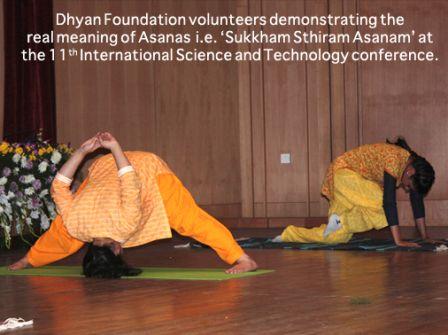 Dhyan Foundation volunteers demonstrating the
real meaning of Asanas i.e. ‘Sukkham Sthiram Asanam’ at
the 11th International Science and Technology conference.